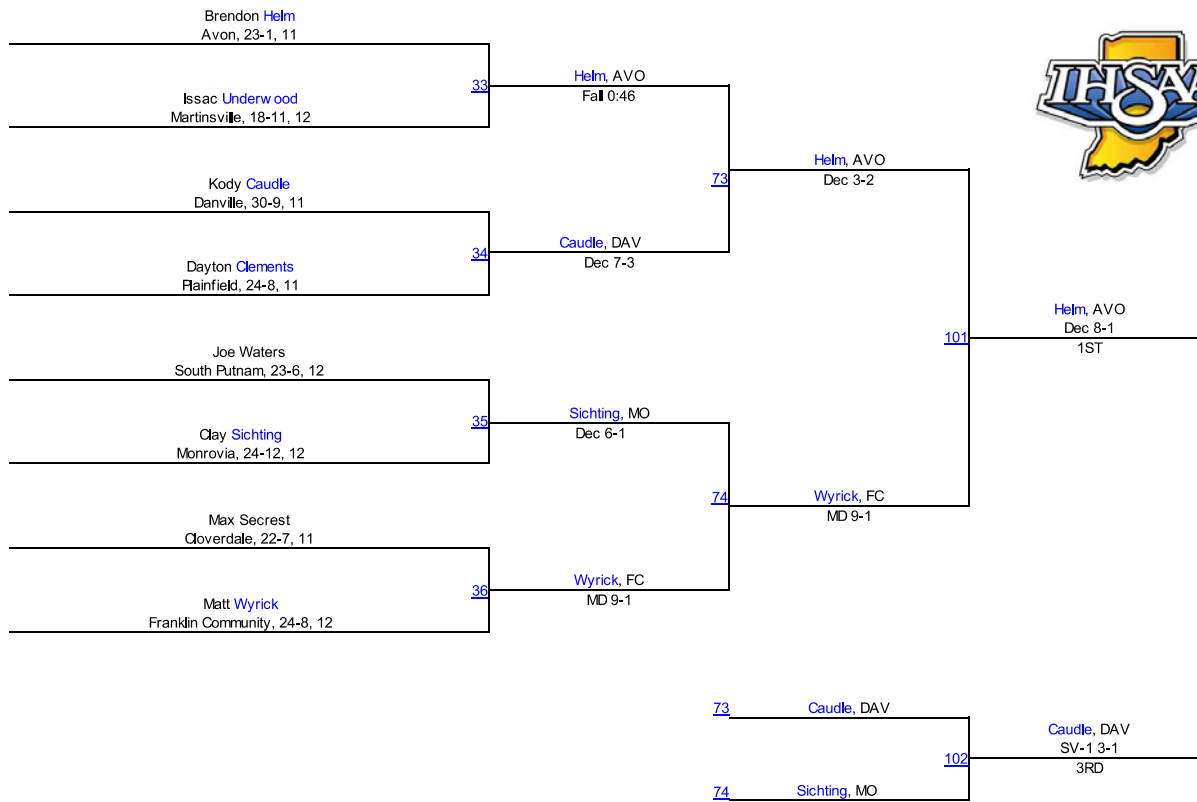 Brendon Helm
Avon, 23-1, 11
33
Issac Underwood
Martinsville, 18-11, 12
Helm, AVO
Fall 0:46
Kody Caudle
Danville, 30-9, 11
34
Dayton Clements
Plainfield, 24-8, 11
Caudle, DAV
Dec 7-3
73
Helm, AVO
Dec 3-2
Joe Waters
South Putnam, 23-6, 12
35
Clay Sichting
Monrovia, 24-12, 12
Sichting, MO
Dec 6-1
Max Secrest
Cloverdale, 22-7, 11
36
Matt Wyrick
Franklin Community, 24-8, 12
Wyrick, FC
MD 9-1
74
Wyrick, FC
MD 9-1
101
Helm, AVO
Dec 8-1
1ST
IHSAA
73
Caudle, DAV
102
74
Sichting, MO
Caudle, DAV
SV-1 3-1
3RD